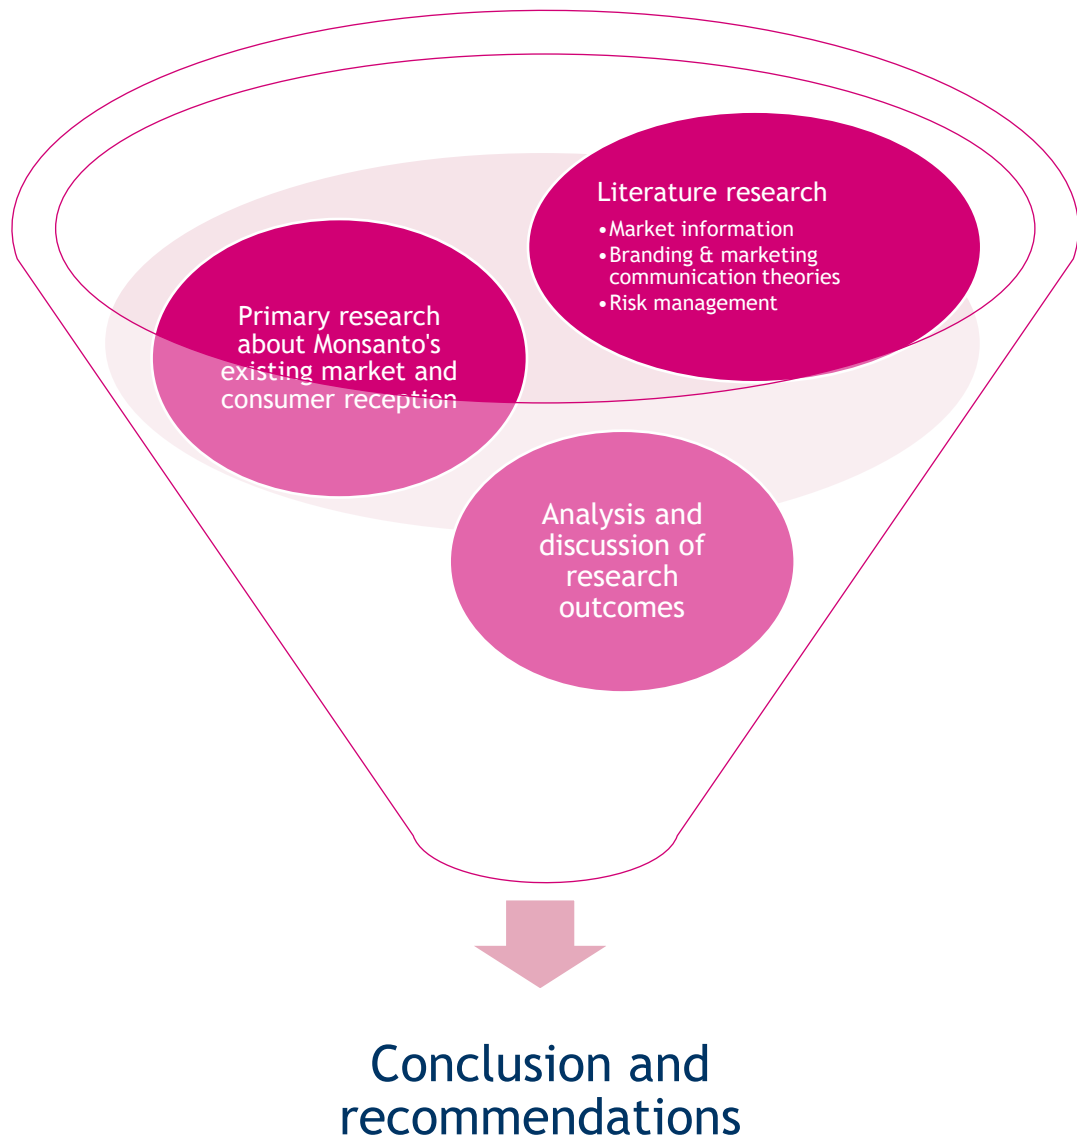 Literature research
•Market information
•Branding & marketing
communication theories
•Risk management
Primary research
about Monsanto's
existing market and
consumer reception
Analysis and
discussion of
research
outcomes
Conclusion and
recommendations